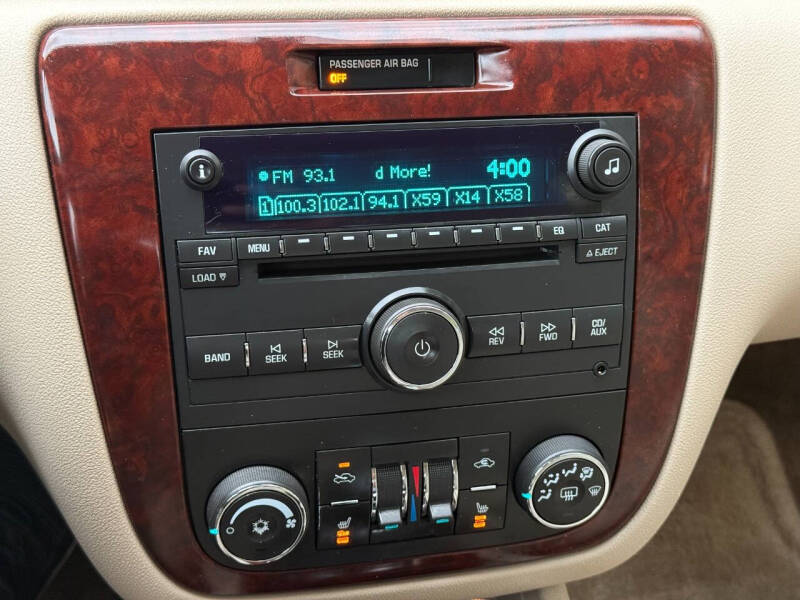 PASSENGER AIR BAG
OFF
i
FM 93.1 d More! 4:00
1 100.3 102.1 94.1 X59 X14 X58
FAV MENU EQ CAT
LOAD EJECT
BAND SEEK SEEK REV FWD CD/AUX